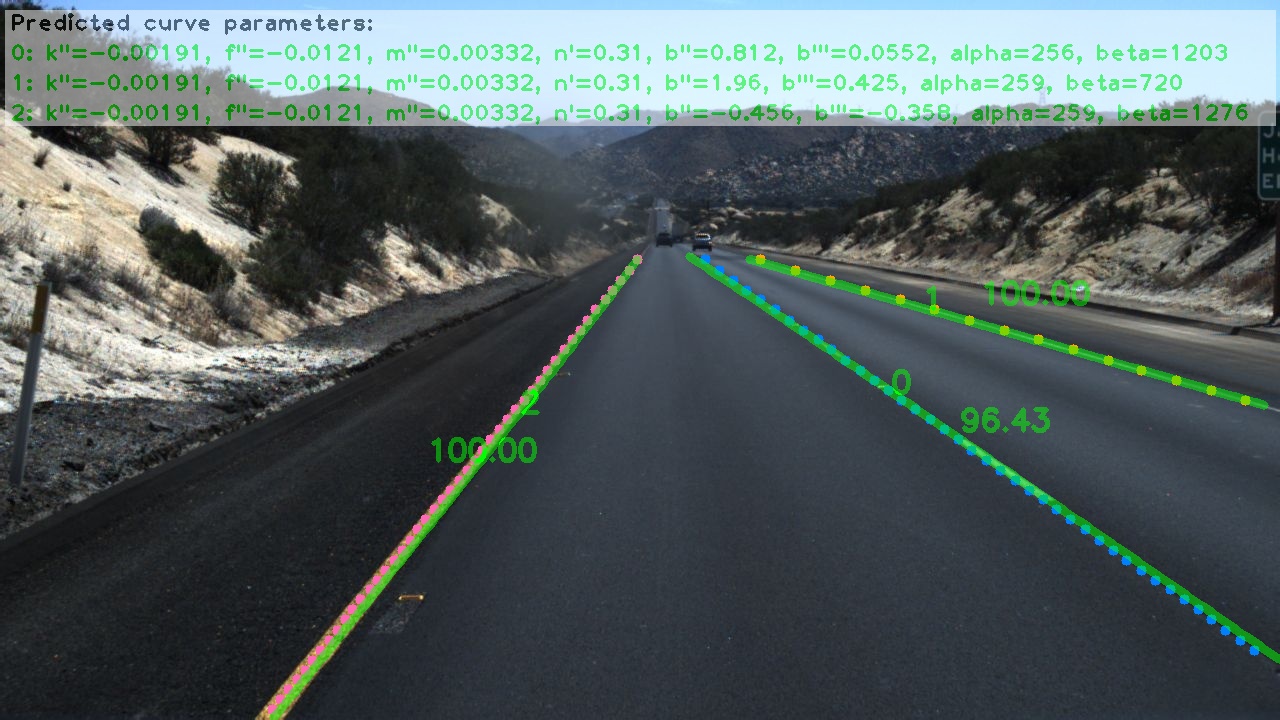 Predicted curve parameters:
0: k''=-0.00191, f''=-0.0121, m''=0.00332, n'=0.31, b''=0.812, b'''=0.0552, alpha=256, beta=1203
1: k''=-0.00191, f''=-0.0121, m''=0.00332, n'=0.31, b''=1.96, b'''=0.425, alpha=259, beta=720
2: k''=-0.00191, f''=-0.0121, m''=0.00332, n'=0.31, b''=-0.456, b'''=-0.358, alpha=259, beta=1276
1 100.00
0
96.43
2
100.00